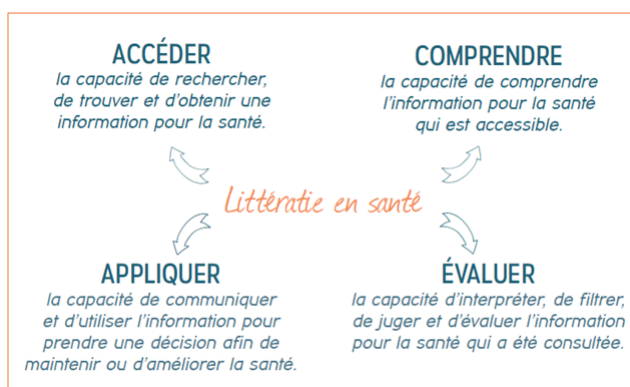 ACCÉDER
la capacité de rechercher,
de trouver et d'obtenir une
information pour la santé.
COMPRENDRE
la capacité de comprendre
l'information pour la santé
qui est accessible.
Littératie en santé
APPLIQUER
la capacité de communiquer
et d'utiliser l'information pour
prendre une décision afin de
maintenir ou d'améliorer la santé.
ÉVALUER
la capacité d'interpréter, de filtrer,
de juger et d'évaluer l'information
pour la santé qui a été consultée.